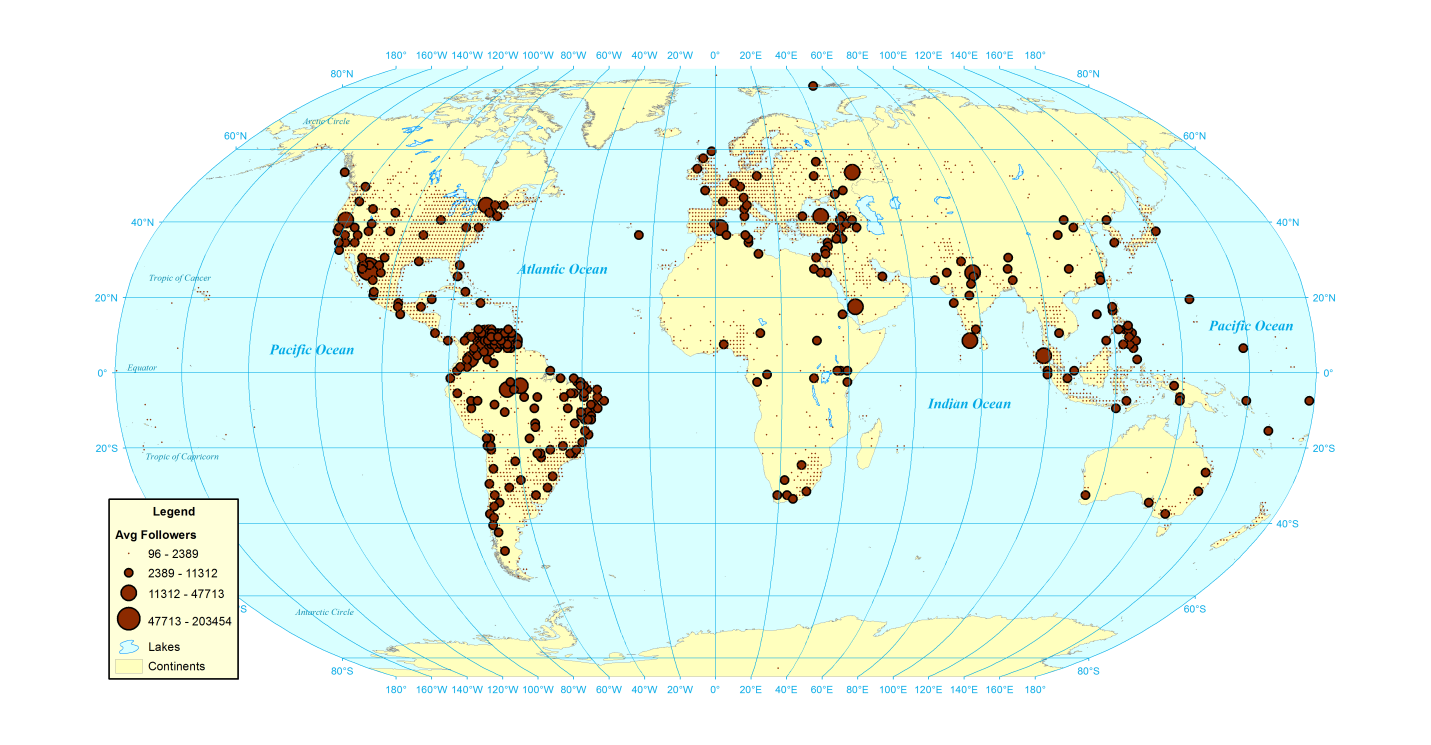 180° 160°W 140°W 120°W 100°W 80°W 60°W 40°W 20°W 0° 20°E 40°E 60°E 80°E 100°E 120°E 140°E 160°E 180°
80°N 80°N
Arctic Circle
60°N 60°N
40°N 40°N
Atlantic Ocean
Tropic of Cancer
20°N 20°N
Pacific Ocean
Pacific Ocean
Equator
0° 0°
Indian Ocean
20°S 20°S
Tropic of Capricorn
Legend
40°S
Avg Followers
96 - 2389
2389 - 11312
11312 - 47713
47713 - 203454
Lakes
Continents
S 60°S
Antarctic Circle
80°S 80°S
180° 160°W 140°W 120°W 100°W 80°W 60°W 40°W 20°W 0° 20°E 40°E 60°E 80°E 100°E 120°E 140°E 160°E 180°